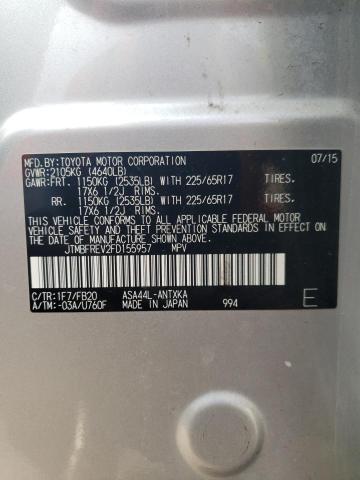 MFD.BY:TOYOTA MOTOR CORPORATION 07/15
GVWR:2105KG (4640LB)
GAWR:FRT. 1150KG (2535LB) WITH 225/65R17 TIRES
17X6 1/2J RIMS.
RR. 1150KG (2535LB) WITH 225/65R17 TIRES
17X6 1/2J RIMS.
THIS VEHICLE CONFORMS TO ALL APPLICABLE FEDERAL MOTOR
VEHICLE SAFETY AND THEFT PREVENTION STANDARDS IN
EFFECT ON THE DATE OF MANUFACTURE SHOWN ABOVE.
JTMBFREV2FD155957 MPV
C/TR:1F7/FB20 ASA44L-ANTXKA
A/TM:-03A/U760F MADE IN JAPAN 994 E